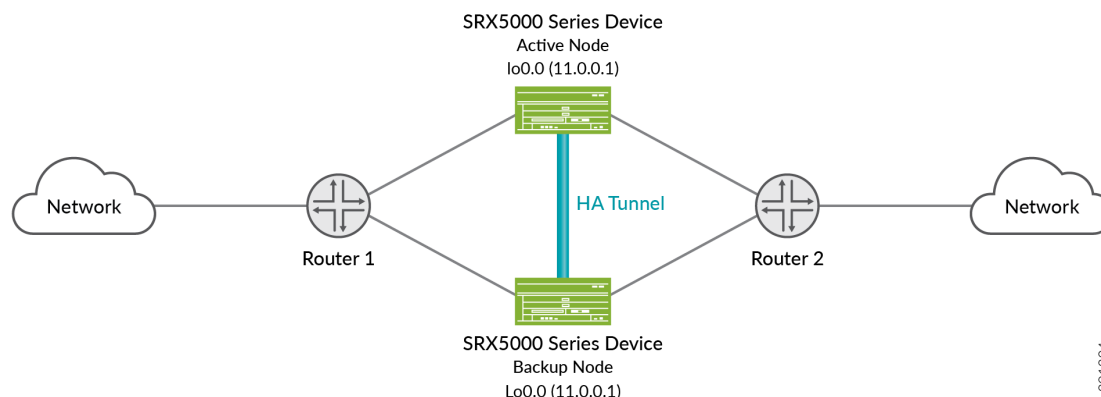 SRX5000 Series Device
Active Node
lo0.0 (11.0.0.1)
Network
HA Tunnel
Network
Router 1
Router 2
SRX5000 Series Device
Backup Node
Lo0.0 (11.0.0.1)